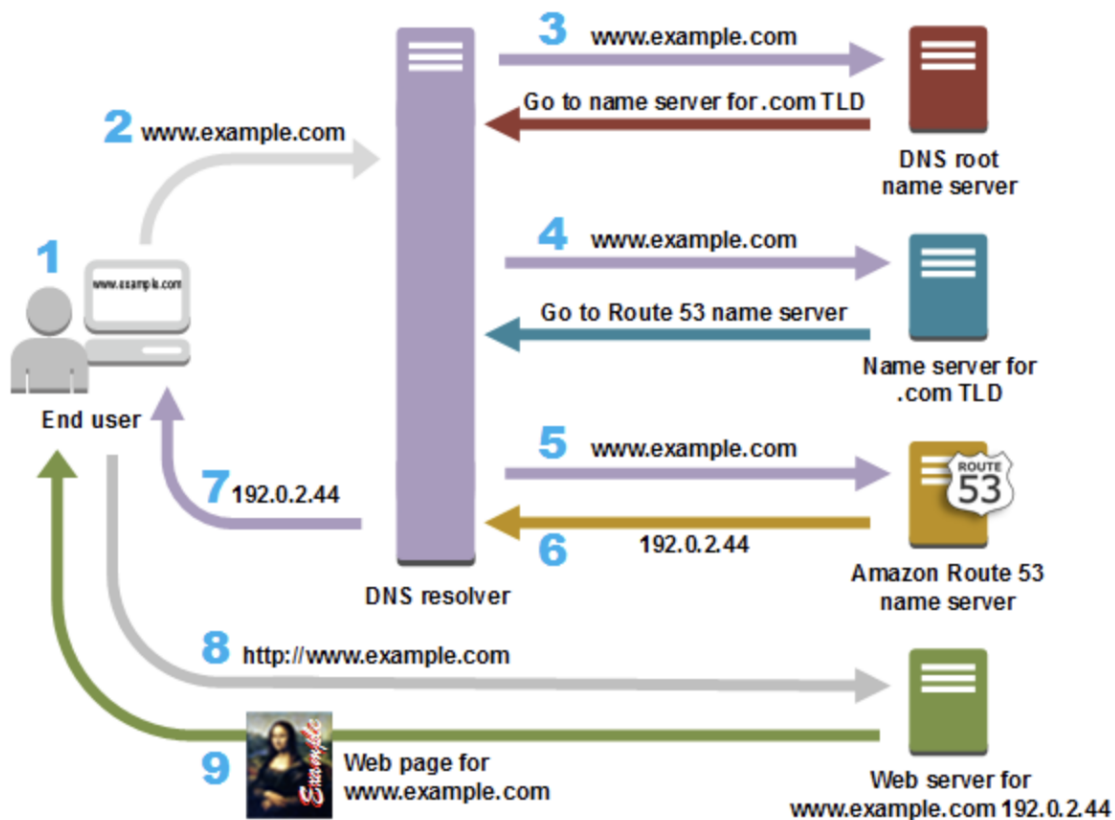 3 www.example.com
Go to name server for .com TLD
DNS root
name server
2 www.example.com
1
www.example.com
End user
4 www.example.com
Go to Route 53 name server
Name server for
.com TLD
5 www.example.com
ROUTE
53
6 192.0.2.44
Amazon Route 53
name server
7 192.0.2.44
DNS resolver
8 http://www.example.com
9
Example
Web page for
www.example.com
Web server for
www.example.com 192.0.2.44